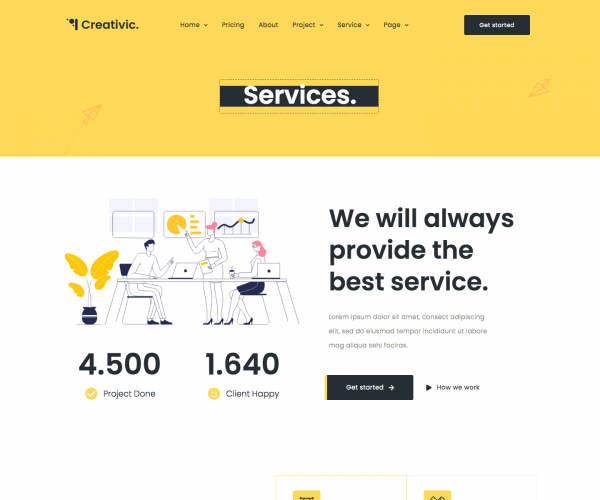 Creativic.
Home Pricing About Project Service Page
Get started
Services.
We will always
provide the
best service.
Lorem ipsum dolor sit amet, consect adipiscing
elit, sed do eiusmod tempor incididunt ut labore
mag aliqua sehi faciros.
Get started
How we work
4.500
Project Done
1.640
Client Happy